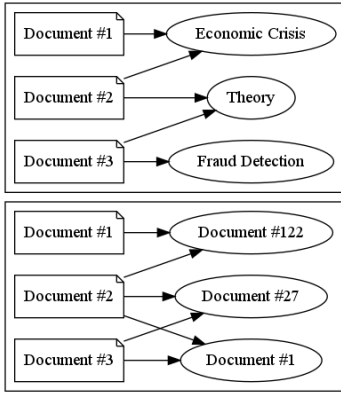 Document #1
Economic Crisis
Document #2
Theory
Document #3
Fraud Detection
Document #1
Document #122
Document #2
Document #27
Document #3
Document #1